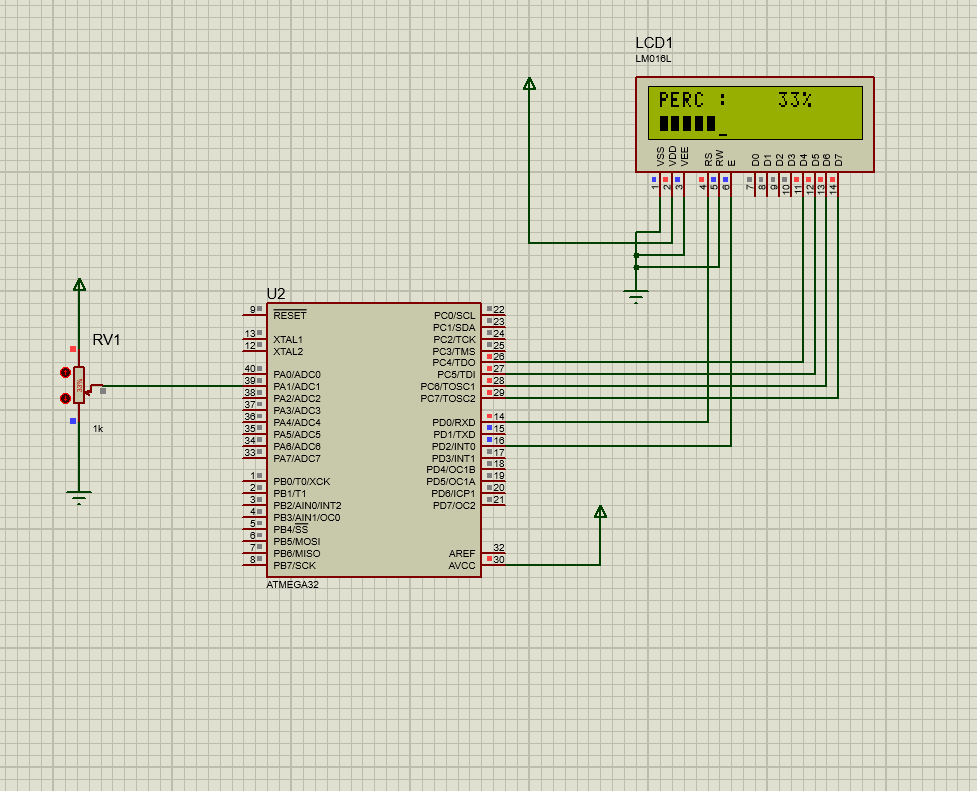 LCD1
LM016L
PERC : 33%
VSS VDD VEE RS RW E D0 D1 D2 D3 D4 D5 D6 D7
1 2 3 4 5 6 7 8 9 10 11 12 13 14
RV1
33%
1k
U2
9 RESET PC0/SCL 22
PC1/SDA 23
13 XTAL1 PC2/TCK 24
12 XTAL2 PC3/TMS 25
PC4/TDO 26
40 PA0/ADC0 PC5/TDI 27
39 PA1/ADC1 PC6/TOSC1 28
38 PA2/ADC2 PC7/TOSC2 29
37 PA3/ADC3
36 PA4/ADC4 PD0/RXD 14
35 PA5/ADC5 PD1/TXD 15
34 PA6/ADC6 PD2/INT0 16
33 PA7/ADC7 PD3/INT1 17
PD4/OC1B 18
1 PB0/T0/XCK PD5/OC1A 19
2 PB1/T1 PD6/ICP1 20
3 PB2/AIN0/INT2 PD7/OC2 21
4 PB3/AIN1/OC0
5 PB4/SS
6 PB5/MOSI
7 PB6/MISO AREF 32
8 PB7/SCK AVCC 30
ATMEGA32